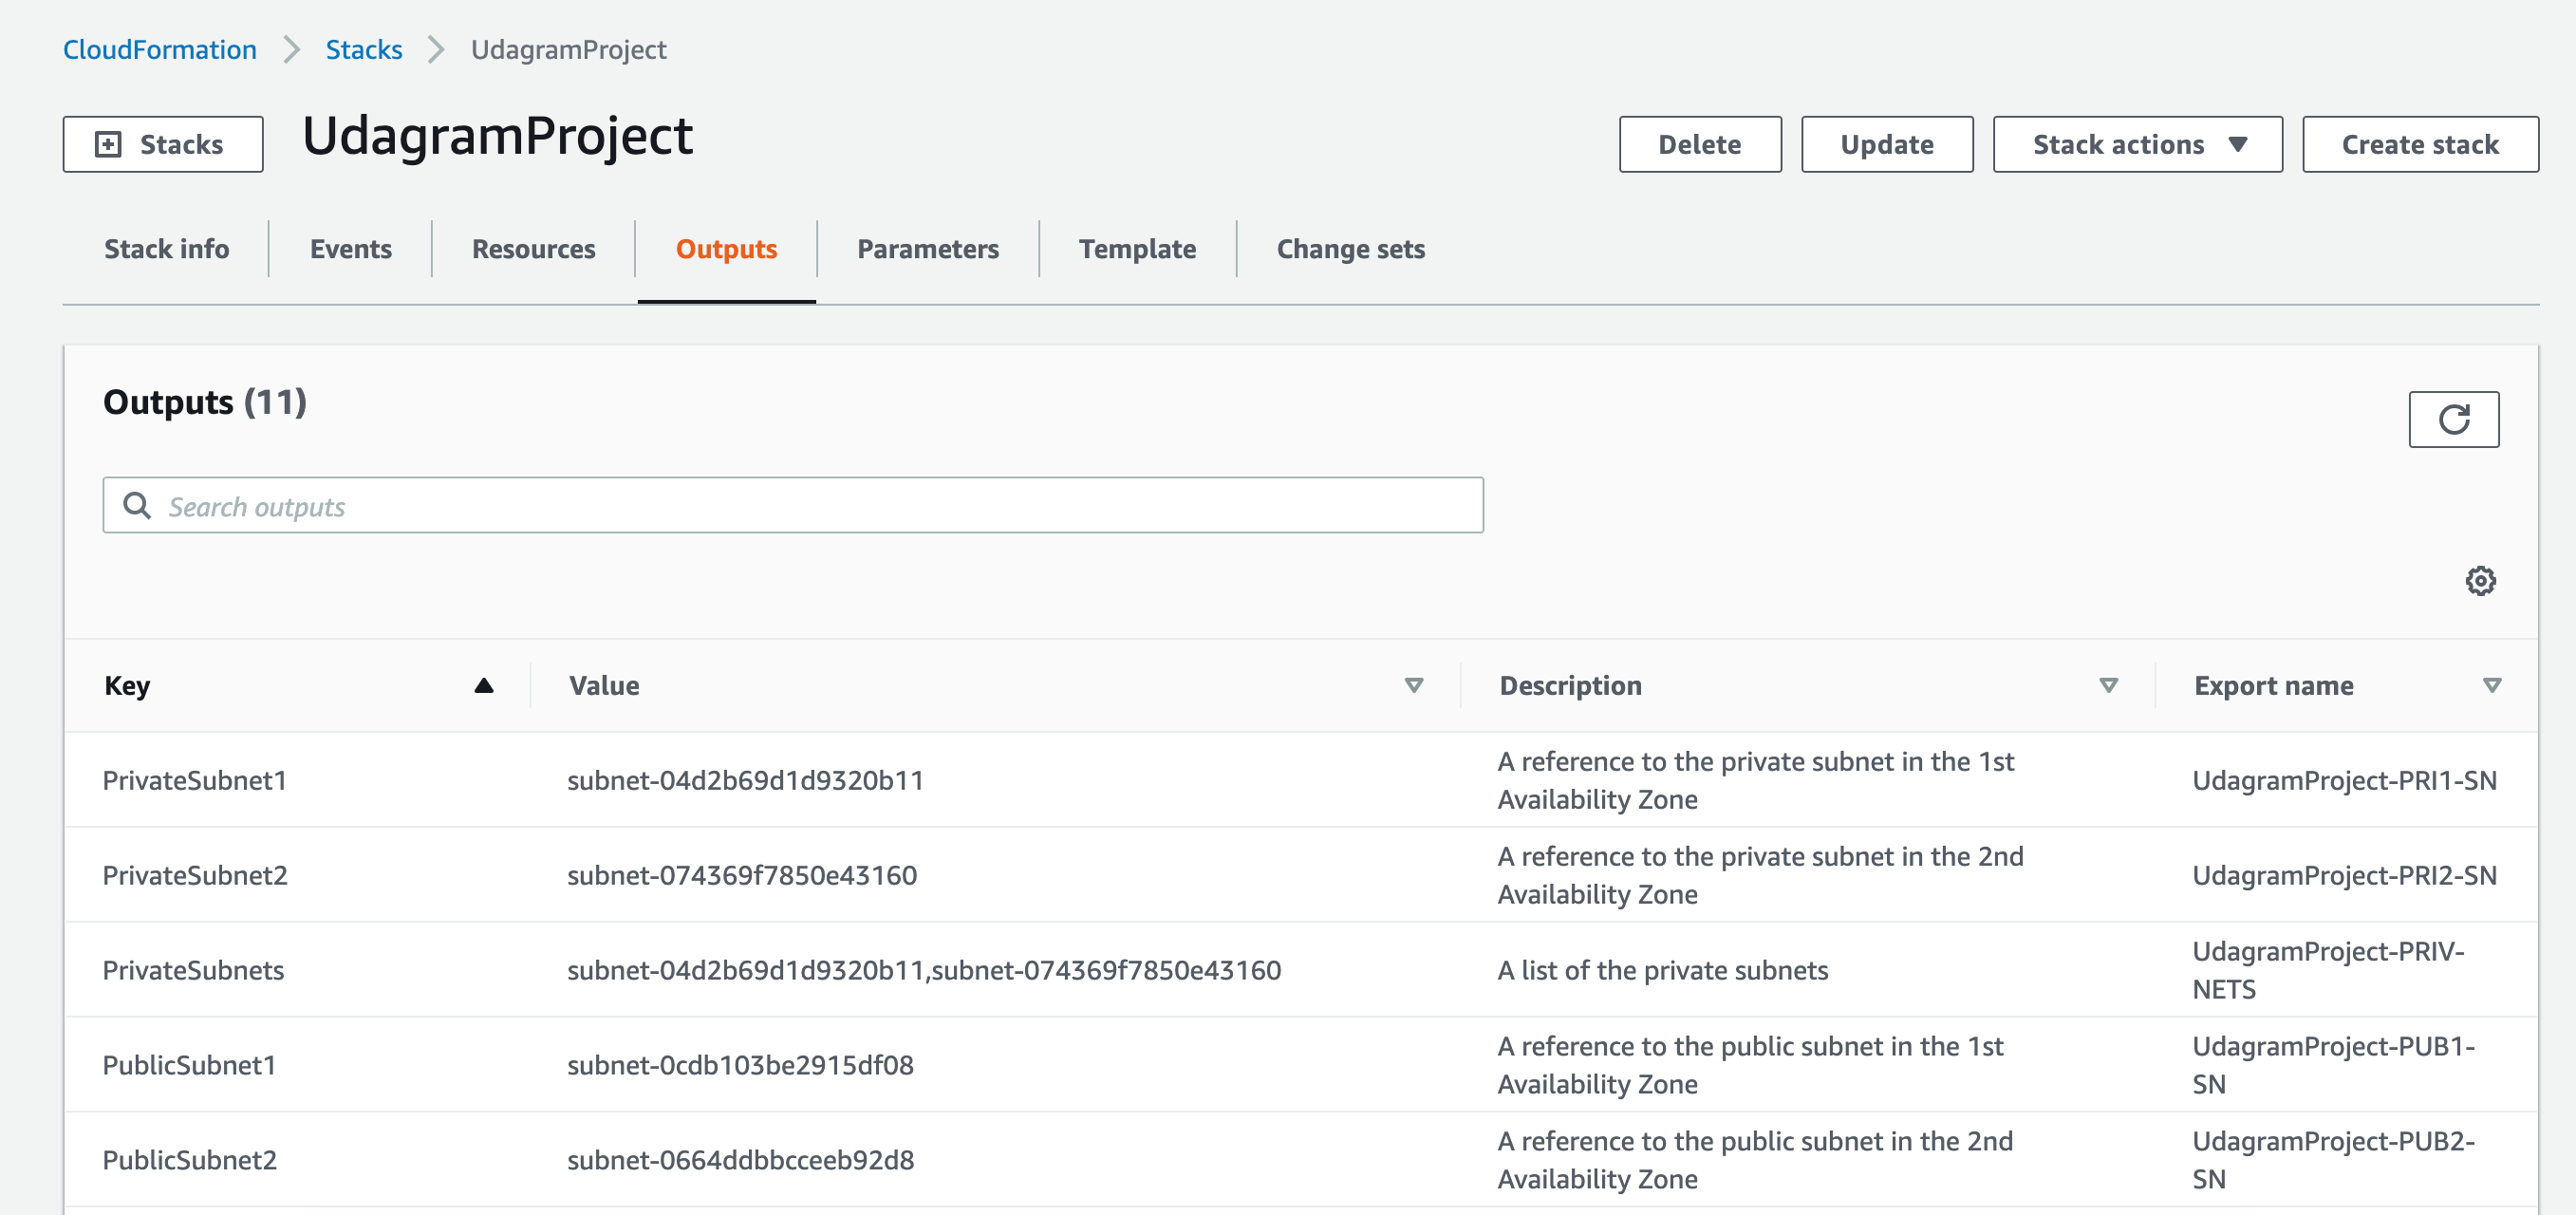 CloudFormation > Stacks > UdagramProject
Stacks UdagramProject Delete Update Stack actions Create stack
Stack info Events Resources Outputs Parameters Template Change sets
Outputs (11)
Search outputs
Key Value Description Export name
PrivateSubnet1 subnet-04d2b69d1d9320b11 A reference to the private subnet in the 1st
Availability Zone UdagramProject-PRI1-SN
PrivateSubnet2 subnet-074369f7850e43160 A reference to the private subnet in the 2nd
Availability Zone UdagramProject-PRI2-SN
PrivateSubnets subnet-04d2b69d1d9320b11,subnet-074369f7850e43160 A list of the private subnets UdagramProject-PRIV-
NETS
PublicSubnet1 subnet-0cdb103be2915df08 A reference to the public subnet in the 1st UdagramProject-PUB1-
Availability Zone SN
PublicSubnet2 subnet-0664ddbbcceeb92d8 A reference to the public subnet in the 2nd UdagramProject-PUB2-
Availability Zone SN